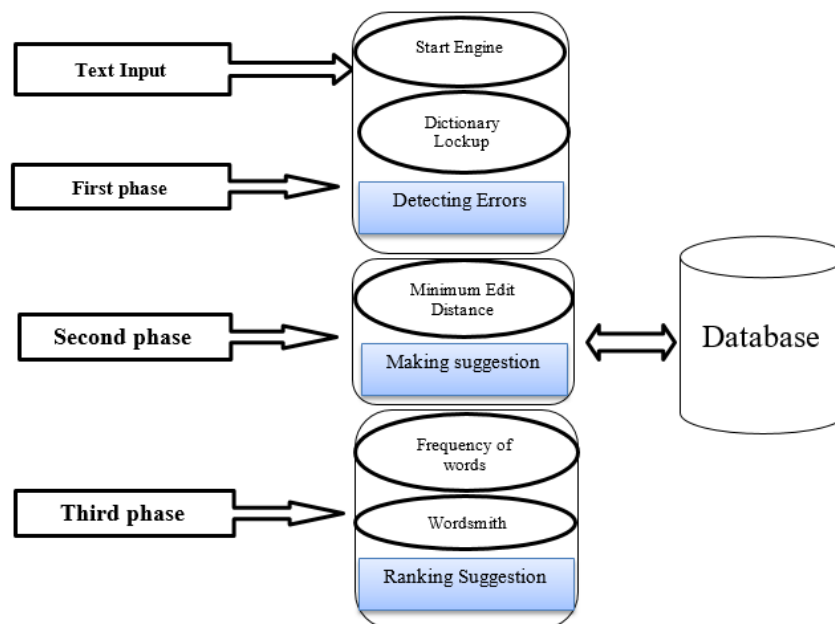 Text Input
Start Engine
Dictionary
Lockup
First phase
Detecting Errors
Second phase
Minimum Edit
Distance
Making suggestion
Database
Third phase
Frequency of
words
Wordsmith
Ranking Suggestion